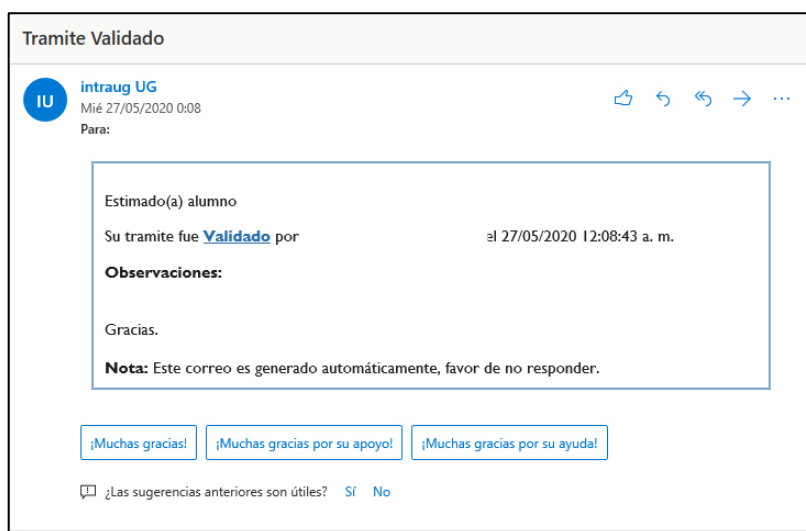 Tramite Validado
IU
intraug UG
Mié 27/05/2020 0:08
Para:
Estimado(a) alumno
Su tramite fue Validado por el 27/05/2020 12:08:43 a. m.
Observaciones:
Gracias.
Nota: Este correo es generado automáticamente, favor de no responder.
¡Muchas gracias! ¡Muchas gracias por su apoyo! ¡Muchas gracias por su ayuda!
¿Las sugerencias anteriores son útiles? Sí No